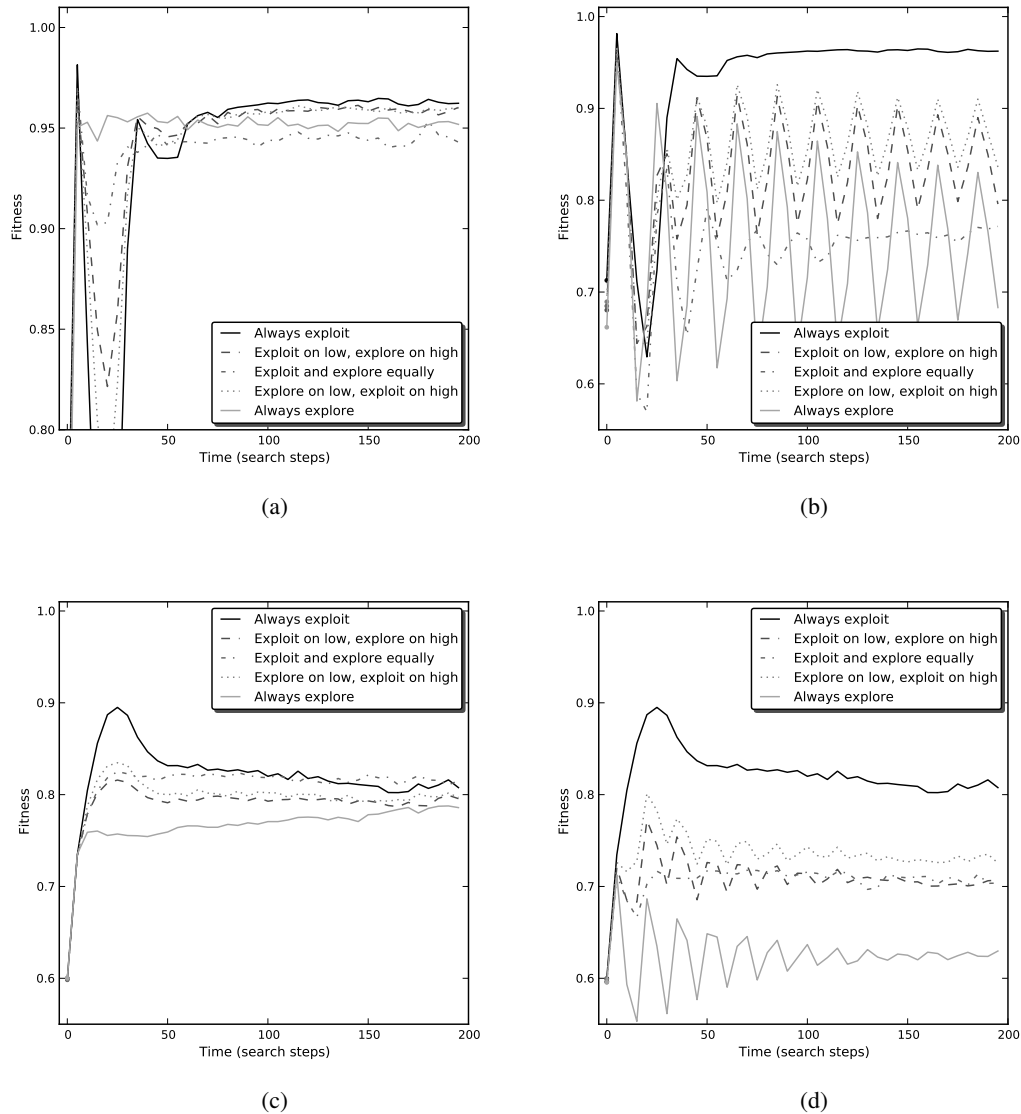 1.00
0.95
0.90
0.85
0.80
Fitness
0 50 100 150 200
Time (search steps)
Always exploit
Exploit on low, explore on high
Exploit and explore equally
Explore on low, exploit on high
Always explore
(a)
1.0
0.9
0.8
0.7
0.6
Fitness
0 50 100 150 200
Time (search steps)
Always exploit
Exploit on low, explore on high
Exploit and explore equally
Explore on low, exploit on high
Always explore
(b)
1.0
0.9
0.8
0.7
0.6
Fitness
0 50 100 150 200
Time (search steps)
Always exploit
Exploit on low, explore on high
Exploit and explore equally
Explore on low, exploit on high
Always explore
(c)
1.0
0.9
0.8
0.7
0.6
Fitness
0 50 100 150 200
Time (search steps)
Always exploit
Exploit on low, explore on high
Exploit and explore equally
Explore on low, exploit on high
Always explore
(d)